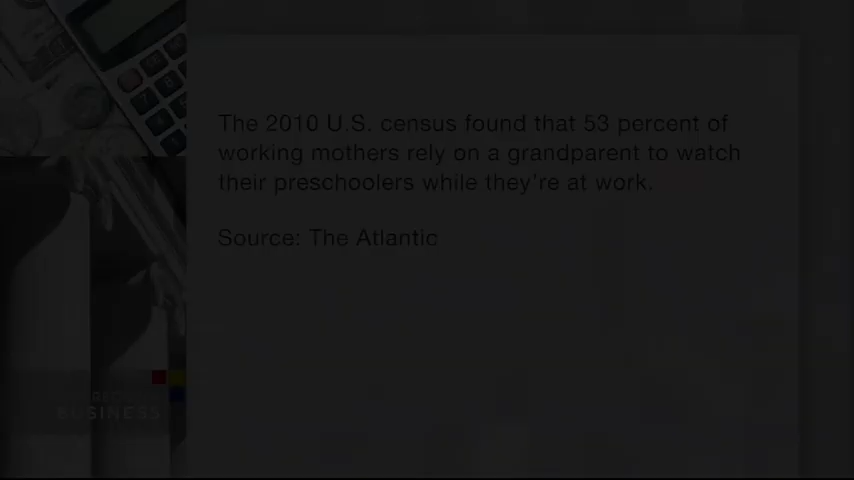 The 2010 U.S. census found that 53 percent of
working mothers rely on a grandparent to watch
their preschoolers while they're at work.
Source: The Atlantic
BUSINESS